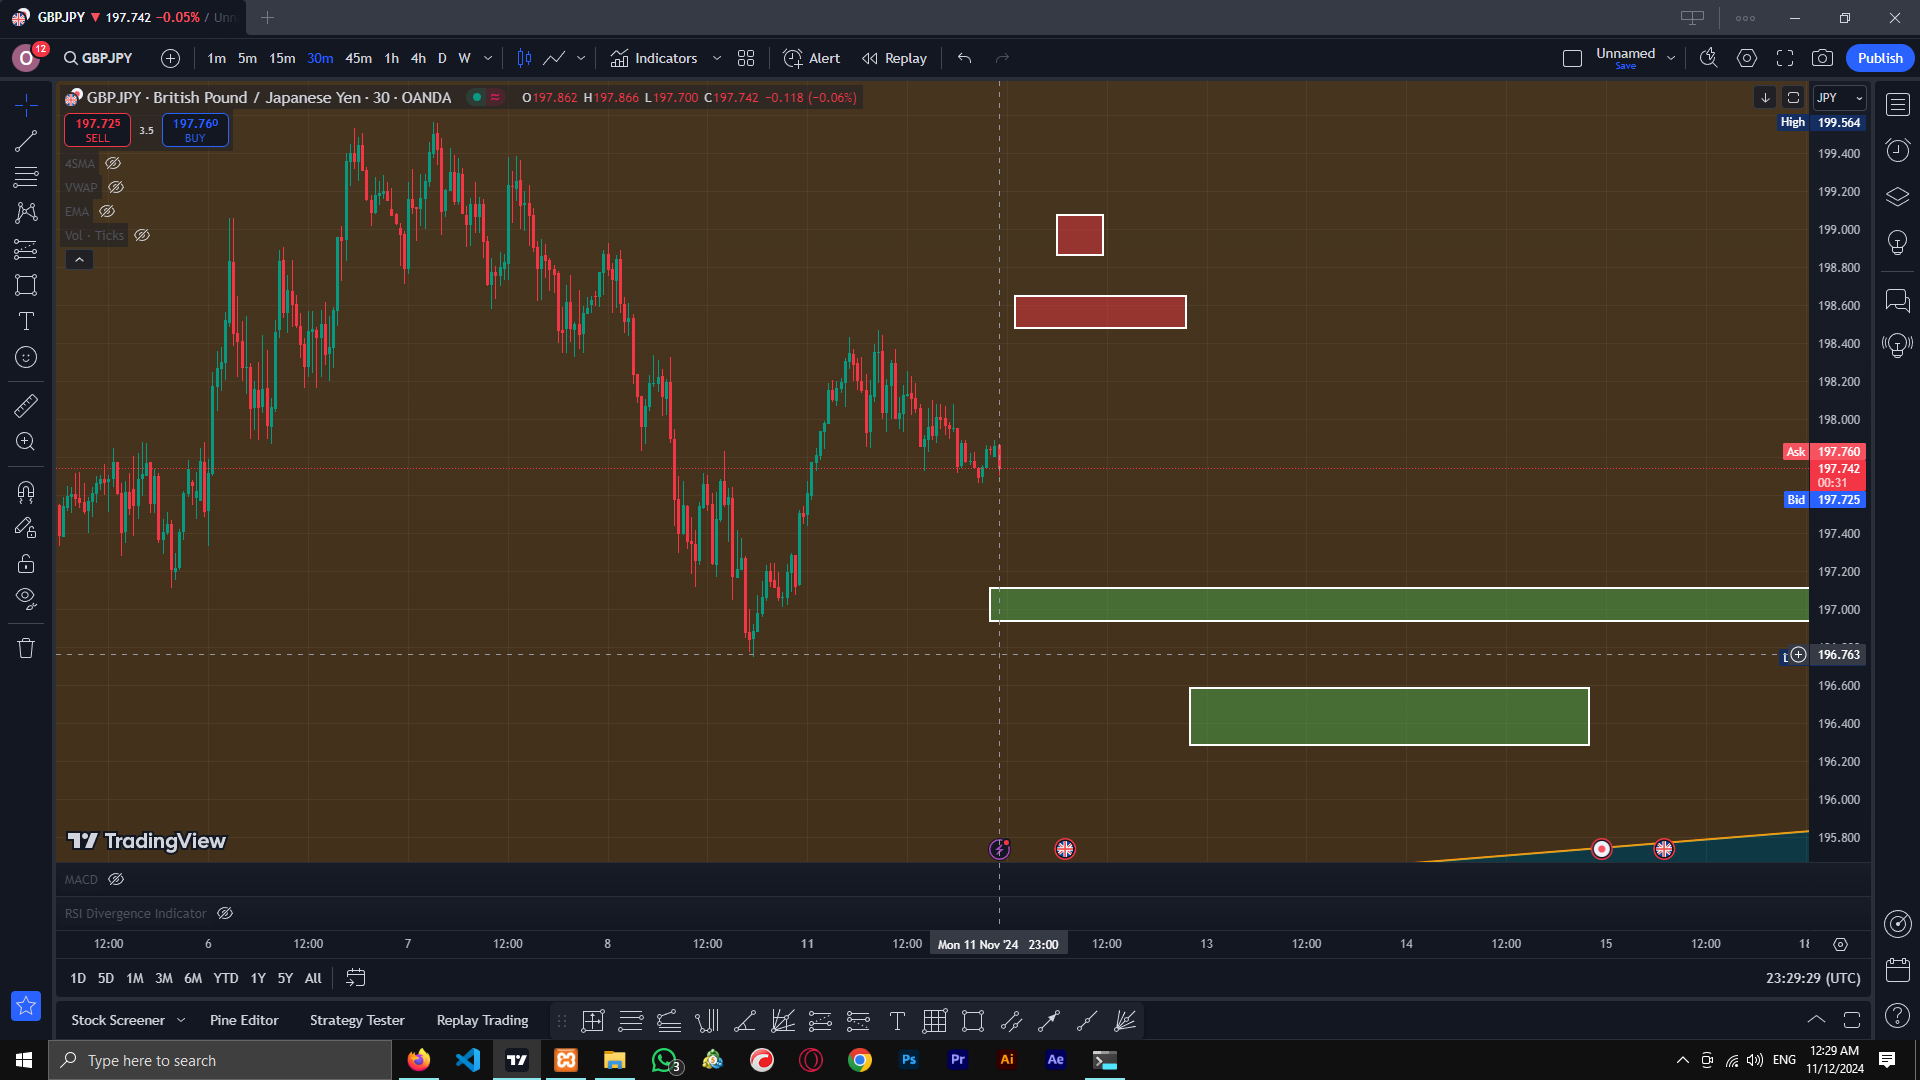 GBPJPY ▼ 197.742 −0.05% / Unn
O 12 GBPJPY 1m 5m 15m 30m 45m 1h 4h D W Indicators Alert Replay Unnamed Save Publish
GBPJPY · British Pound / Japanese Yen · 30 · OANDA O197.862 H197.866 L197.700 C197.742 −0.118 (−0.06%) JPY
197.725 SELL 3.5 197.760 BUY
4SMA
VWAP
EMA
Vol · Ticks
High 199.564
199.400
199.200
199.000
198.800
198.600
198.400
198.200
198.000
Ask 197.760
197.742
00:31
Bid 197.725
197.400
197.200
197.000
196.763
196.600
196.400
196.200
196.000
195.800
TradingView
MACD
RSI Divergence Indicator
12:00 6 12:00 7 12:00 8 12:00 11 12:00 Mon 11 Nov '24 23:00 12:00 13 12:00 14 12:00 15 12:00 18
1D 5D 1M 3M 6M YTD 1Y 5Y All 23:29:29 (UTC)
Stock Screener Pine Editor Strategy Tester Replay Trading
Type here to search 3 Ps Pr Ai Ae ENG 12:29 AM
11/12/2024